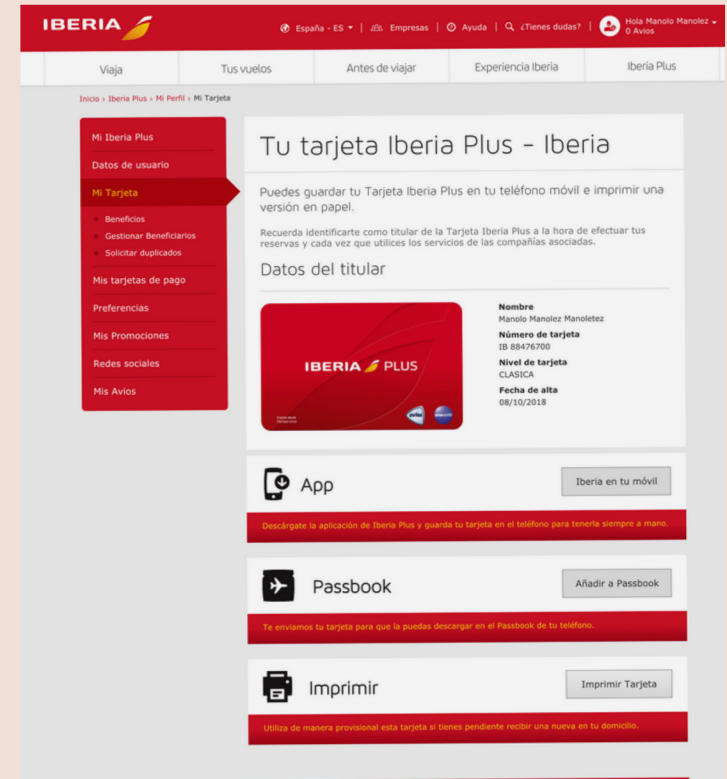 IBERIA
España - ES
Empresas
Ayuda
¿Tienes dudas?
Hola Manolo Manolez
0 Avios
Viaja
Tus vuelos
Antes de viajar
Experiencia Iberia
Iberia Plus
Inicio › Iberia Plus › Mi Perfil › Mi Tarjeta
Mi Iberia Plus
Datos de usuario
Mi Tarjeta
Beneficios
Gestionar Beneficiarios
Solicitar duplicados
Mis tarjetas de pago
Preferencias
Mis Promociones
Redes sociales
Mis Avios
Tu tarjeta Iberia Plus - Iberia
Puedes guardar tu Tarjeta Iberia Plus en tu teléfono móvil e imprimir una
versión en papel.
Recuerda identificarte como titular de la Tarjeta Iberia Plus a la hora de efectuar tus
reservas y cada vez que utilices los servicios de las compañías asociadas.
Datos del titular
IBERIA PLUS
Avios
Nombre
Manolo Manolez Manoletez
Número de tarjeta
IB 88476700
Nivel de tarjeta
CLASICA
Fecha de alta
08/10/2018
App
Iberia en tu móvil
Descárgate la aplicación de Iberia Plus y guarda tu tarjeta en el teléfono para tenerla siempre a mano.
Passbook
Añadir a Passbook
Te enviamos tu tarjeta para que la puedas descargar en el Passbook de tu teléfono.
Imprimir
Imprimir Tarjeta
Utiliza de manera provisional esta tarjeta si tienes pendiente recibir una nueva en tu domicilio.